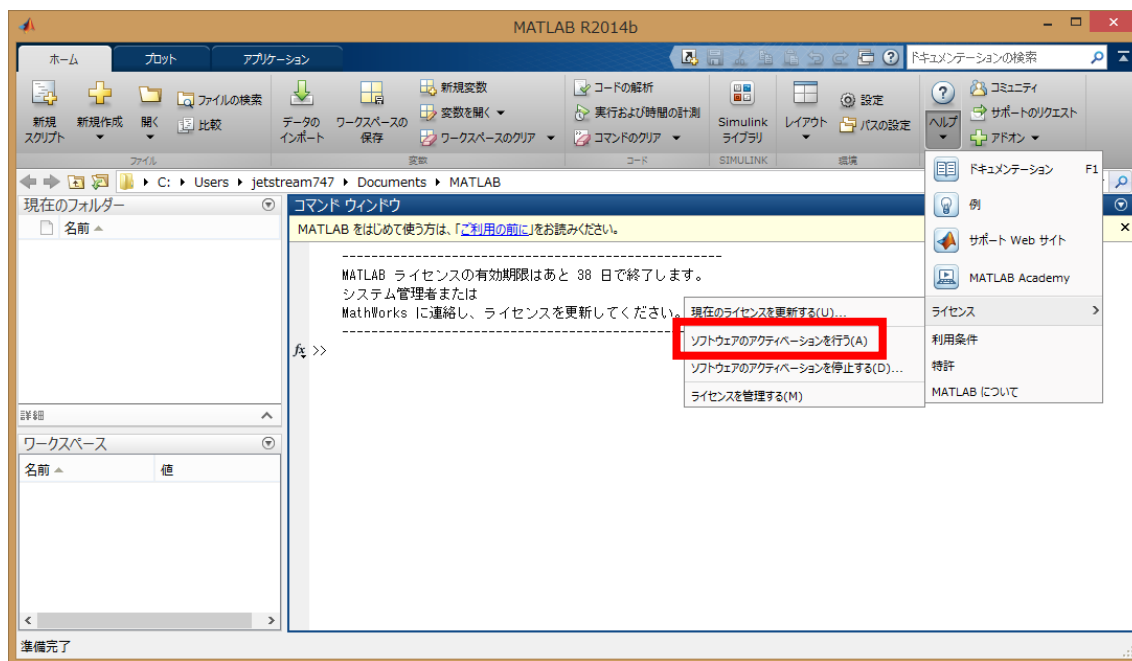 MATLAB R2014b
ホーム プロット アプリケーション
ドキュメンテーションの検索
新規スクリプト
新規作成
開く
ファイルの検索
比較
ファイル
データのインポート
ワークスペースの保存
新規変数
変数を開く
ワークスペースのクリア
変数
コードの解析
実行および時間の計測
コマンドのクリア
コード
Simulink ライブラリ
SIMULINK
レイアウト
設定
パスの設定
環境
ヘルプ
コミュニティ
サポートのリクエスト
アドオン
C: Users jetstream747 Documents MATLAB
現在のフォルダー
名前
詳細
ワークスペース
名前 値
コマンド ウィンドウ
MATLAB をはじめて使う方は、「ご利用の前に」をお読みください。
---------------------------------------------------
MATLAB ライセンスの有効期限はあと 38 日で終了します。
システム管理者または
MathWorks に連絡し、ライセンスを更新してください。
fx >>
ドキュメンテーション F1
例
サポート Web サイト
MATLAB Academy
ライセンス
利用条件
特許
MATLAB について
現在のライセンスを更新する(U)...
ソフトウェアのアクティベーションを行う(A)
ソフトウェアのアクティベーションを停止する(D)...
ライセンスを管理する(M)
準備完了